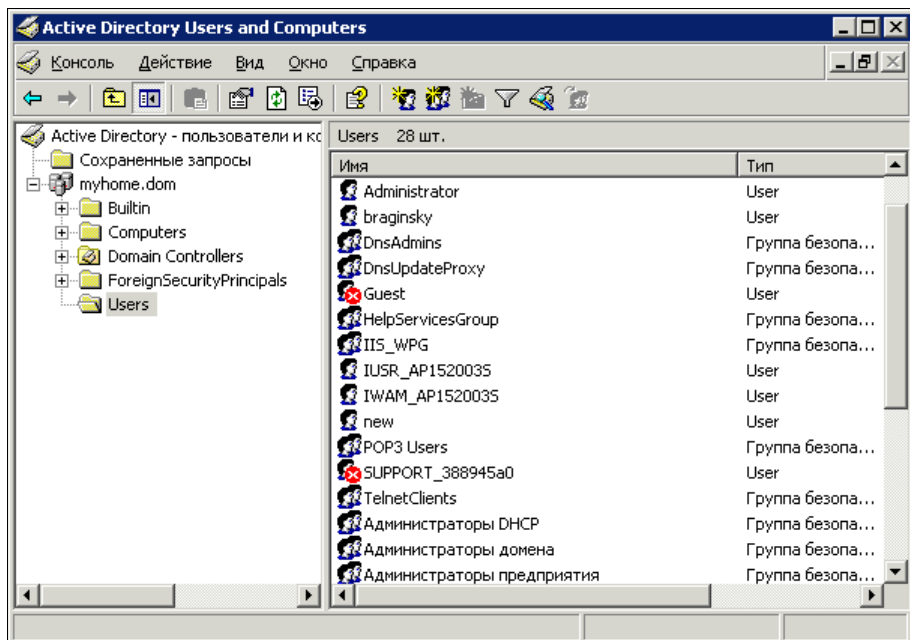 Active Directory Users and Computers
Консоль Действие Вид Окно Справка
Active Directory - пользователи и кс
Сохраненные запросы
myhome.dom
Builtin
Computers
Domain Controllers
ForeignSecurityPrincipals
Users
Users 28 шт.
Имя Тип
Administrator User
braginsky User
DnsAdmins Группа безопа...
DnsUpdateProxy Группа безопа...
Guest User
HelpServicesGroup Группа безопа...
IIS_WPG Группа безопа...
IUSR_AP152003S User
IWAM_AP152003S User
new User
POP3 Users Группа безопа...
SUPPORT_388945a0 User
TelnetClients Группа безопа...
Администраторы DHCP Группа безопа...
Администраторы домена Группа безопа...
Администраторы предприятия Группа безопа...